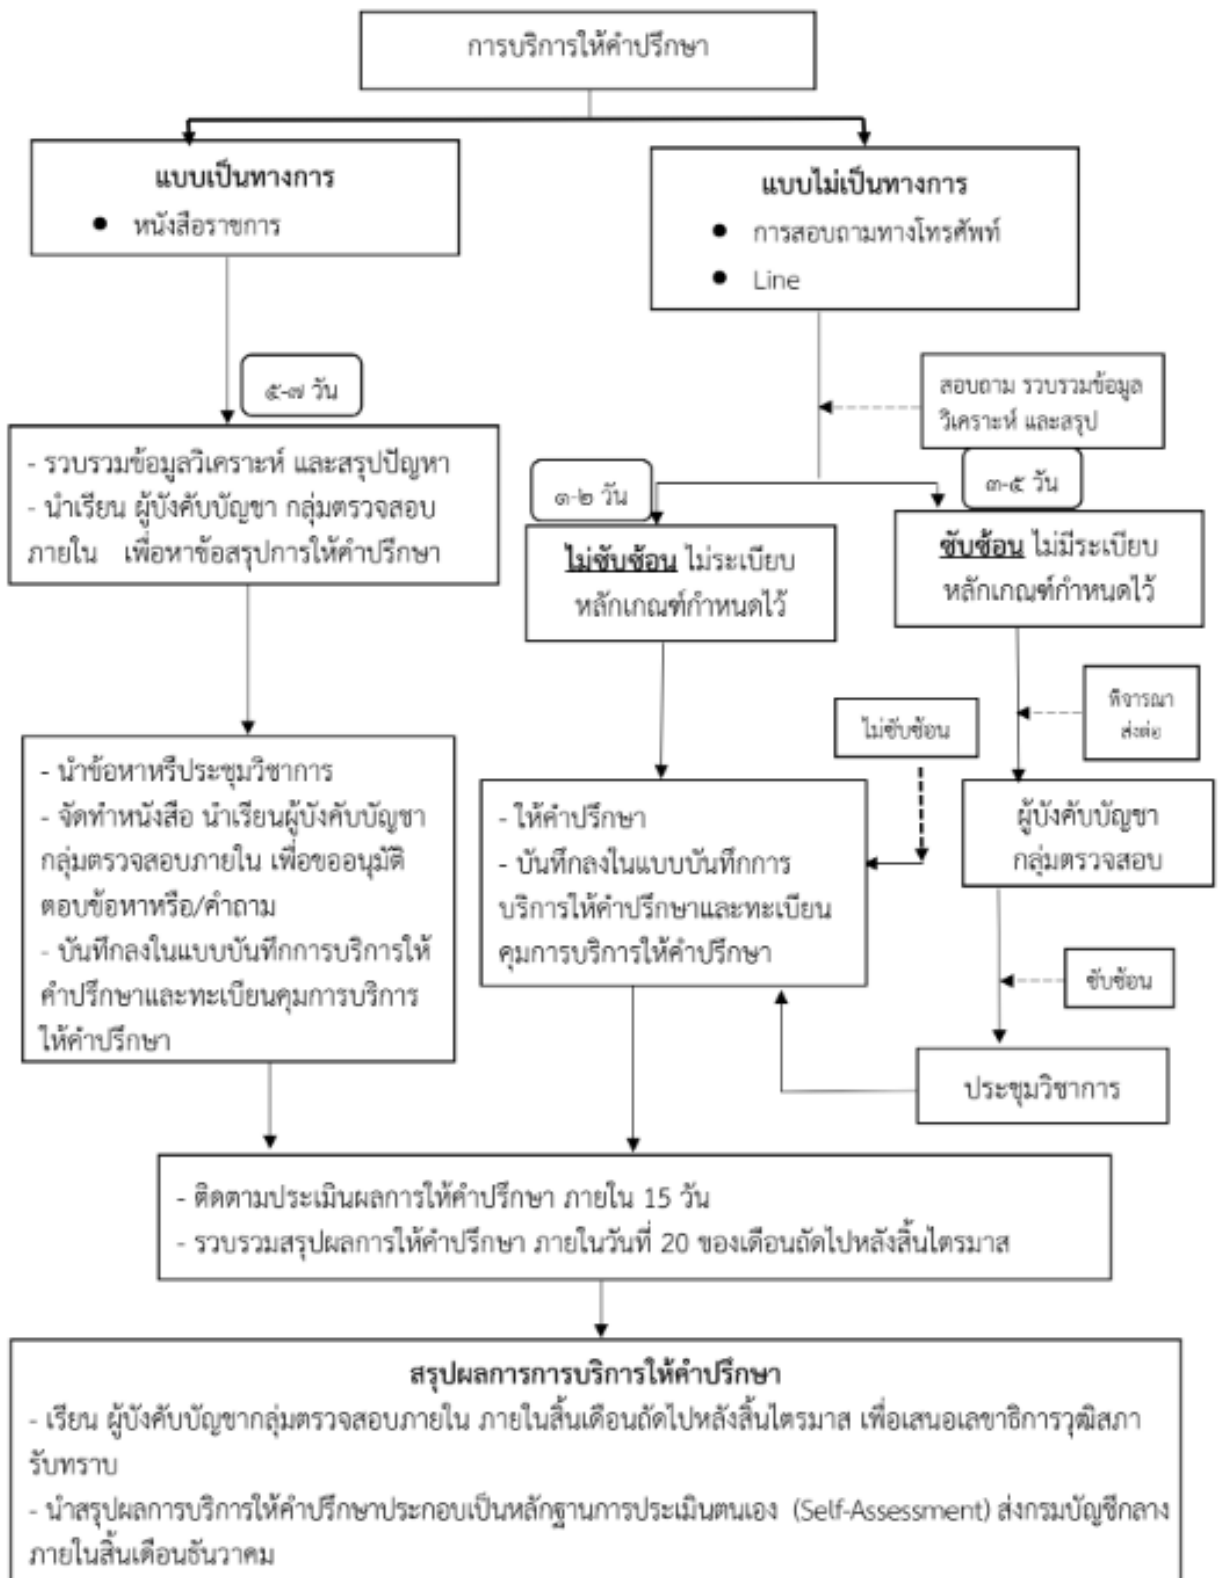 การบริการให้คำปรึกษา
แบบเป็นทางการ
● หนังสือราชการ
แบบไม่เป็นทางการ
● การสอบถามทางโทรศัพท์
● Line
๕-๗ วัน
สอบถาม รวบรวมข้อมูล
วิเคราะห์ และสรุป
- รวบรวมข้อมูลวิเคราะห์ และสรุปปัญหา
- นำเรียน ผู้บังคับบัญชา กลุ่มตรวจสอบ
ภายใน เพื่อหาข้อสรุปการให้คำปรึกษา
๑-๒ วัน
๓-๕ วัน
ไม่ซับซ้อน ไม่ระเบียบ
หลักเกณฑ์กำหนดไว้
ซับซ้อน ไม่มีระเบียบ
หลักเกณฑ์กำหนดไว้
พิจารณา
ส่งต่อ
ไม่ซับซ้อน
- นำข้อหาหรีประชุมวิชาการ
- จัดทำหนังสือ นำเรียนผู้บังคับบัญชา
กลุ่มตรวจสอบภายใน เพื่อขออนุมัติ
ตอบข้อหาหรือ/คำถาม
- บันทึกลงในแบบบันทึกการบริการให้
คำปรึกษาและทะเบียนคุมการบริการ
ให้คำปรึกษา
- ให้คำปรึกษา
- บันทึกลงในแบบบันทึกการ
บริการให้คำปรึกษาและทะเบียน
คุมการบริการให้คำปรึกษา
ผู้บังคับบัญชา
กลุ่มตรวจสอบ
ซับซ้อน
ประชุมวิชาการ
- ติดตามประเมินผลการให้คำปรึกษา ภายใน 15 วัน
- รวบรวมสรุปผลการให้คำปรึกษา ภายในวันที่ 20 ของเดือนถัดไปหลังสิ้นไตรมาส
สรุปผลการการบริการให้คำปรึกษา
- เรียน ผู้บังคับบัญชากลุ่มตรวจสอบภายใน ภายในสิ้นเดือนถัดไปหลังสิ้นไตรมาส เพื่อเสนอเลขาธิการวุฒิสภา
รับทราบ
- นำสรุปผลการบริการให้คำปรึกษาประกอบเป็นหลักฐานการประเมินตนเอง (Self-Assessment) ส่งกรมบัญชีกลาง
ภายในสิ้นเดือนธันวาคม